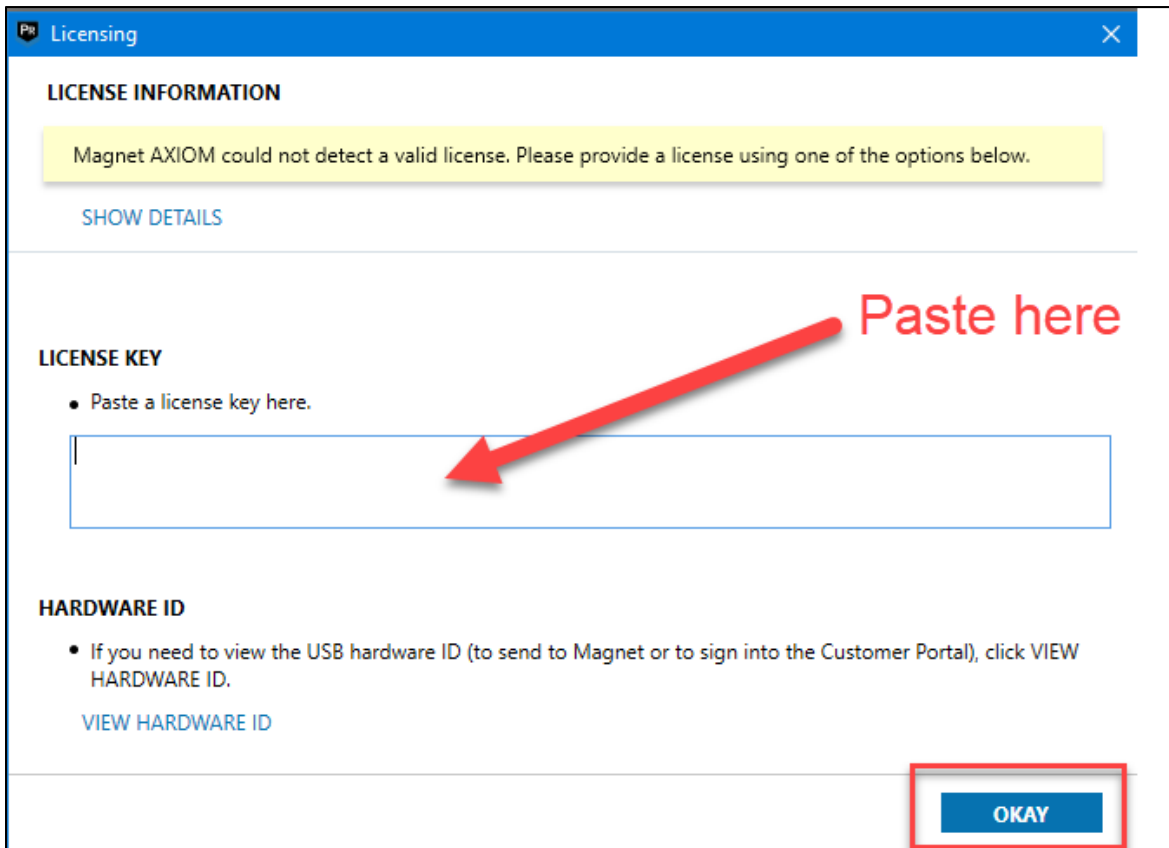 PR Licensing
LICENSE INFORMATION
Magnet AXIOM could not detect a valid license. Please provide a license using one of the options below.
SHOW DETAILS
Paste here
LICENSE KEY
• Paste a license key here.
HARDWARE ID
• If you need to view the USB hardware ID (to send to Magnet or to sign into the Customer Portal), click VIEW
HARDWARE ID.
VIEW HARDWARE ID
OKAY